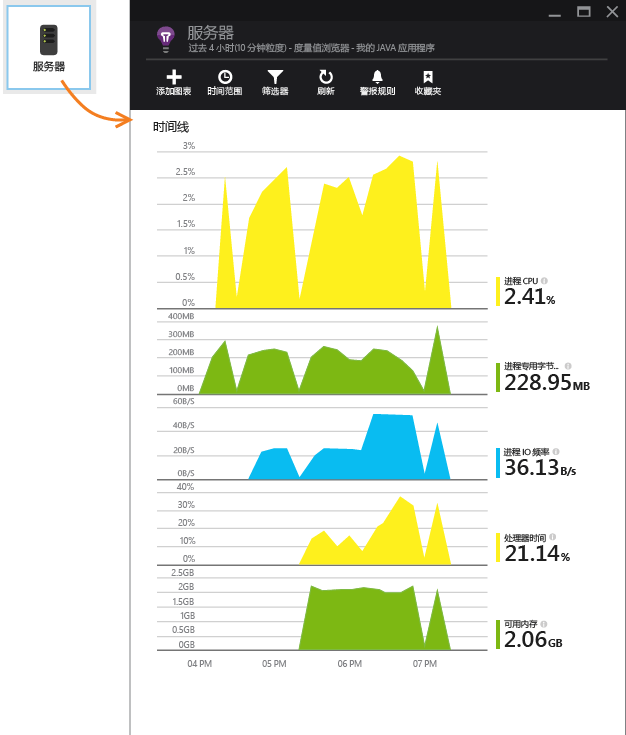 服务器
服务器
过去 4 小时(10 分钟粒度) - 度量值浏览器 - 我的 JAVA 应用程序
添加图表 时间范围 筛选器 刷新 警报规则 收藏夹
时间线
3%
2.5%
2%
1.5%
1%
0.5%
0%
进程 CPU
2.41%
400MB
300MB
200MB
100MB
0MB
进程专用字节...
228.95MB
60B/S
40B/S
20B/S
0B/S
进程 IO 频率
36.13B/s
40%
30%
20%
10%
0%
处理器时间
21.14%
2.5GB
2GB
1.5GB
1GB
0.5GB
0GB
可用内存
2.06GB
04 PM 05 PM 06 PM 07 PM